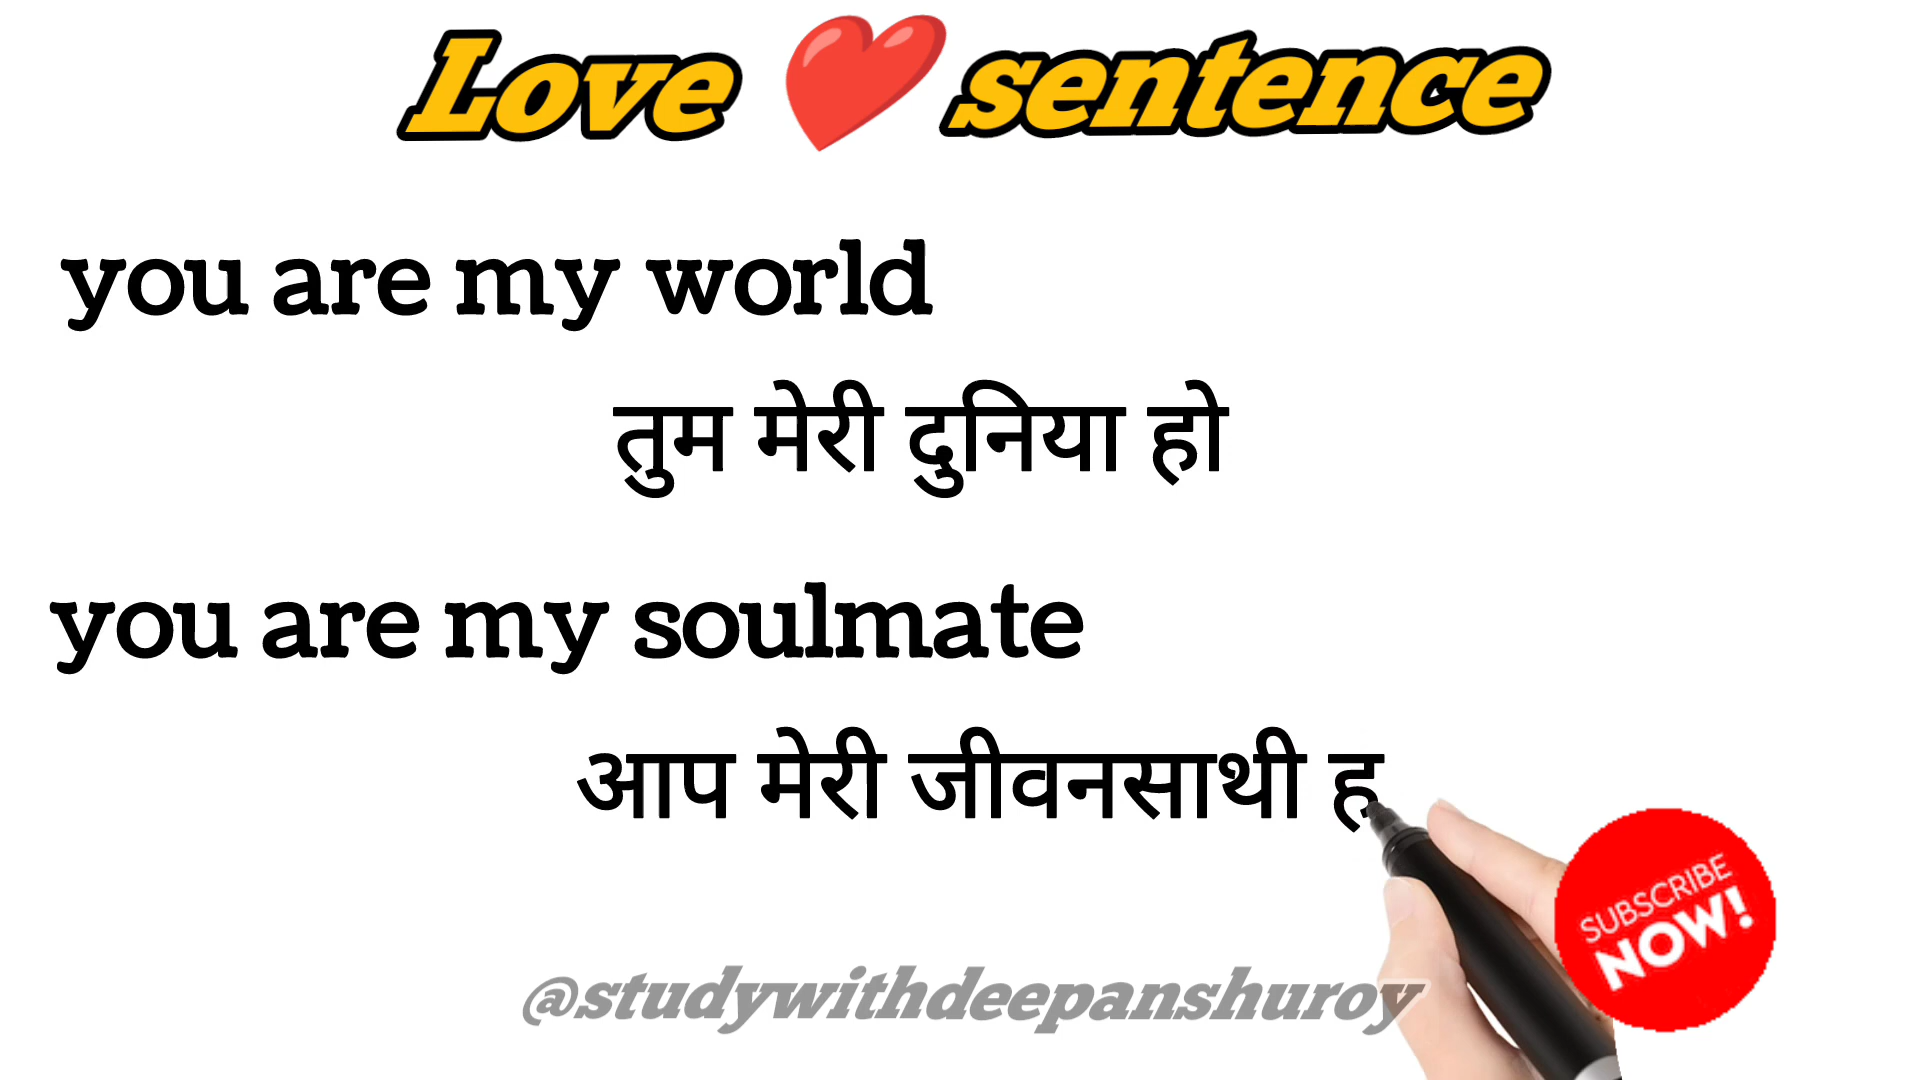 Love ❤️ sentence
you are my world
तुम मेरी दुनिया हो
you are my soulmate
आप मेरी जीवनसाथी ह
SUBSCRIBE
NOW!
@studywithdeepanshuroy